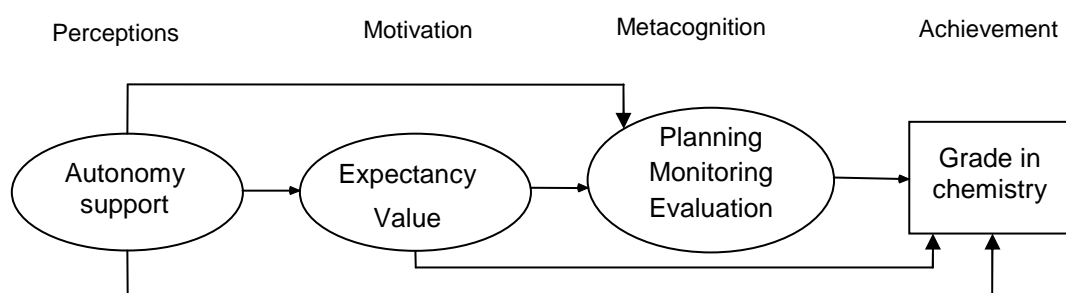 Perceptions
Motivation
Metacognition
Achievement
Autonomy
support
Expectancy
Value
Planning
Monitoring
Evaluation
Grade in
chemistry